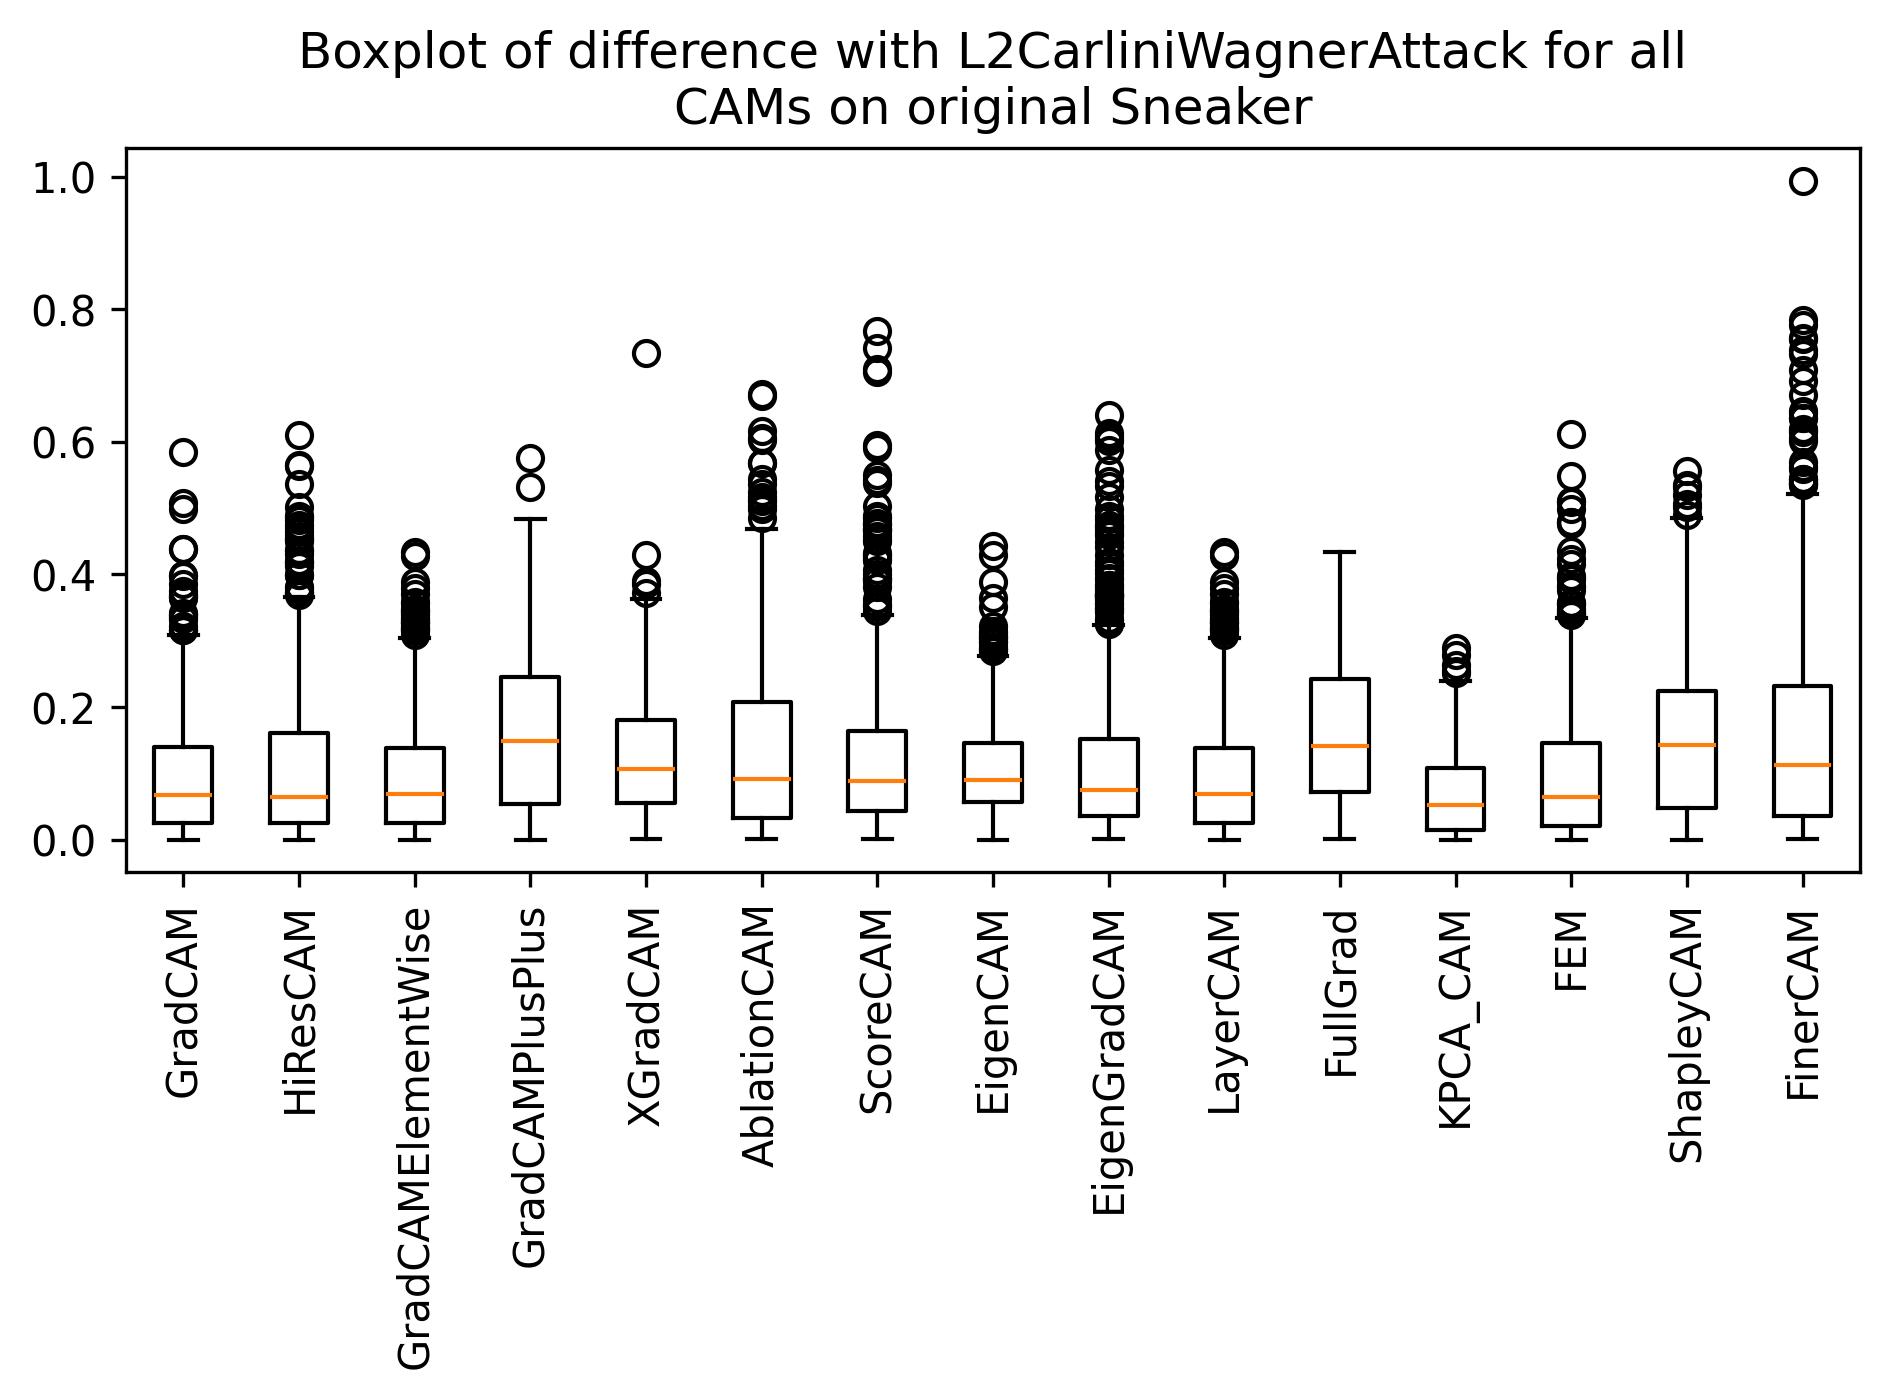 Boxplot of difference with L2CarliniWagnerAttack for all
CAMs on original Sneaker
1.0
0.8
0.6
0.4
0.2
0.0
GradCAM
HiResCAM
GradCAMElementWise
GradCAMPlusPlus
XGradCAM
AblationCAM
ScoreCAM
EigenCAM
EigenGradCAM
LayerCAM
FullGrad
KPCA_CAM
FEM
ShapleyCAM
FinerCAM